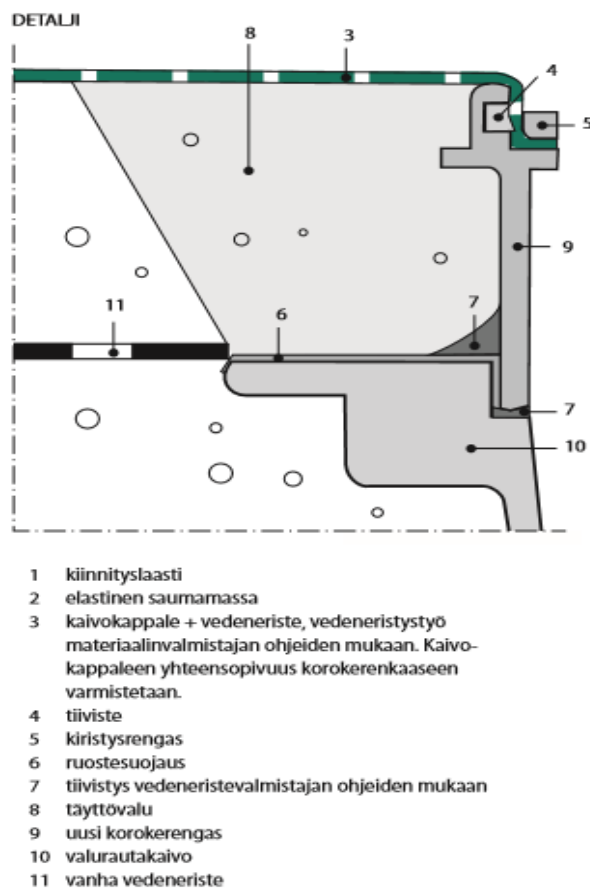 DETALJI
8
3
4
5
9
11
6
7
7
10
1 kiinnityslaasti
2 elastinen saumamassa
3 kaivokappale + vedeneriste, vedeneristystyö
materiaalinvalmistajan ohjeiden mukaan. Kaivo-
kappaleen yhteensopivuus korokerenkaaseen
varmistetaan.
4 tiiviste
5 kiristysrengas
6 ruostesuojaus
7 tiivistys vedeneristevalmistajan ohjeiden mukaan
8 täyttövalu
9 uusi korokerengas
10 valurautakaivo
11 vanha vedeneriste